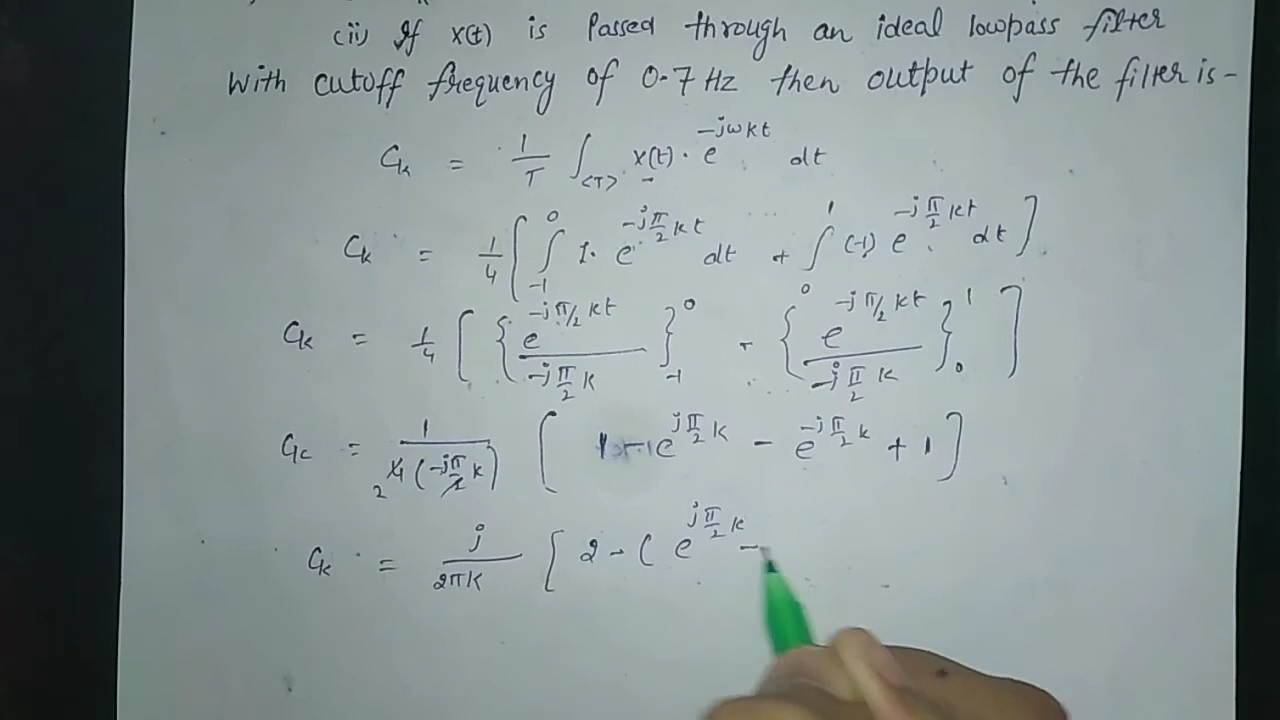 (ii) If x(t) is Passed through an ideal lowpass filter
With cutoff frequency of 0.7 Hz then output of the filter is -
Ck = 1/T ∫<T> x(t) · e^{-jωkt} dt
Ck = 1/4 [ ∫_{-1}^{0} 1· e^{-jπ/2 kt} dt + ∫_{0}^{1} (-1) e^{-jπ/2 kt} dt ]
Ck = 1/4 [ { e^{-jπ/2 kt} / -jπ/2 k }_{-1}^{0} - { e^{-jπ/2 kt} / -jπ/2 k }_{0}^{1} ]
Ck = 1 / 2 4 (-jπ/2 k) [ 1 - e^{jπ/2 k} - e^{-jπ/2 k} + 1 ]
Ck = j / 2πk [ 2 - ( e^{jπ/2 k} -